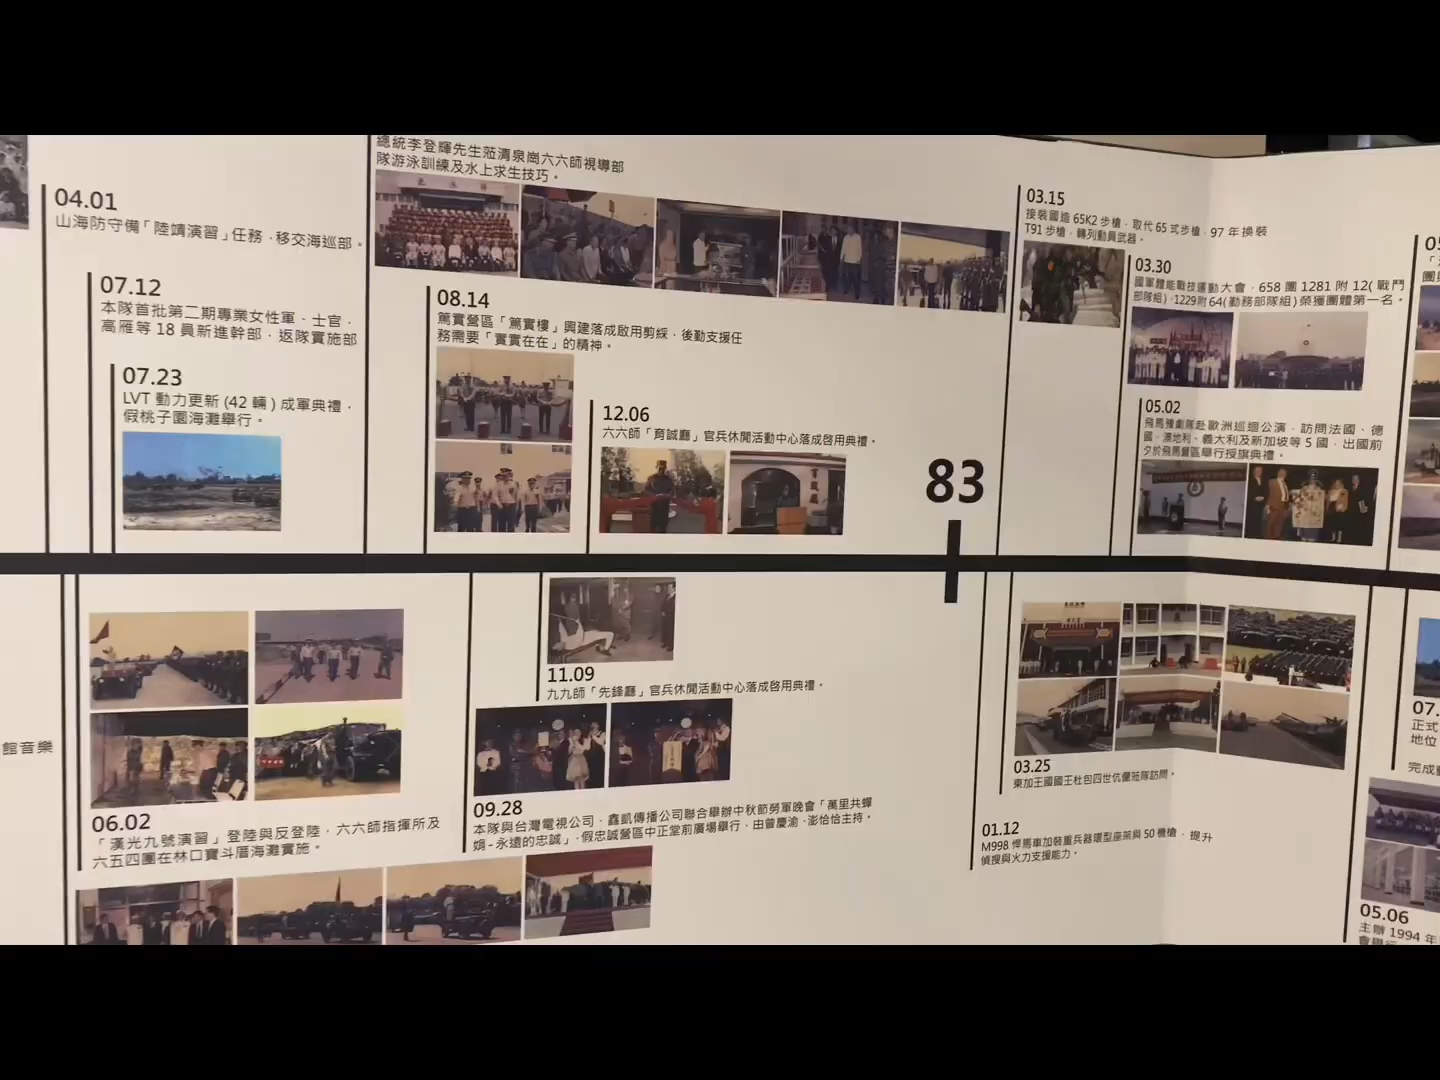 04.01
山海防守備「陸靖演習」任務，移交海巡部。
07.12
本隊首批第二期專業女性軍、士官，
高雁等 18 員新進幹部，返隊實施部
07.23
LVT 動力更新 (42 輛) 成軍典禮，
假桃子園海灘舉行。
總統李登輝先生蒞清泉崗六六師視導部
隊游泳訓練及水上求生技巧。
08.14
篤實營區「篤實樓」興建落成啟用剪綵，後勤支援任
務需要「實實在在」的精神。
12.06
六六師「育誠廳」官兵休閒活動中心落成啓用典禮。
83
03.15
接裝國造 65K2 步槍，取代 65 式步槍，97 年換裝
T91 步槍，轉列動員武器。
03.30
國軍體能戰技運動大會，658 團 1281 附 12( 戰鬥
部隊組)，1229附 64(勤務部隊組) 榮獲團體第一名。
05.02
飛馬豫劇隊赴歐洲巡迴公演，訪問法國、德
國、澳地利、義大利及新加坡等 5 國，出國前
夕於飛馬營區舉行授旗典禮。
館音樂
06.02
「漢光九號演習」登陸與反登陸，六六師指揮所及
六五四團在林口寶斗厝海灘實施。
11.09
九九師「先鋒廳」官兵休閒活動中心落成啓用典禮。
09.28
本隊與台灣電視公司，鑫凱傳播公司聯合舉辦中秋節勞軍晚會「萬里共蟬
娟 - 永遠的忠誠」，假忠誠營區中正堂前廣場舉行，由曾慶渝、澎恰恰主持。
03.25
東加王國國王杜包四世伉儷蒞隊訪問。
01.12
M998 悍馬車加裝重兵器環型座架與 50 機槍，提升
偵搜與火力支援能力。
07.
正式
地位
完成
05.06
主辦 1994 年